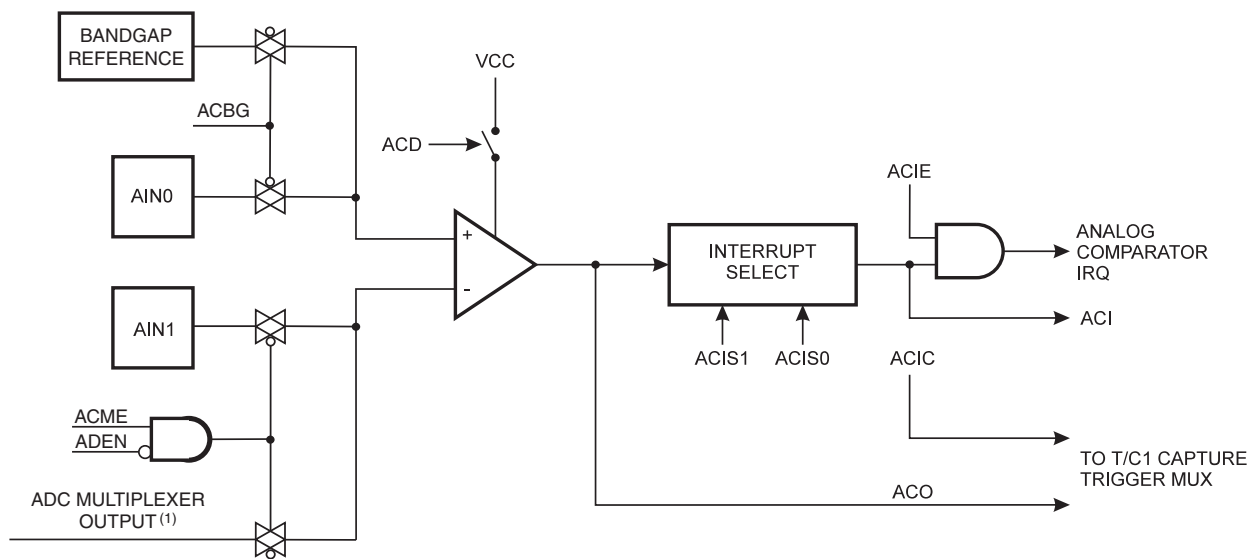 BANDGAP
REFERENCE
ACBG
AIN0
AIN1
ACME
ADEN
ADC MULTIPLEXER
OUTPUT (1)
VCC
ACD
+
-
INTERRUPT
SELECT
ACIS1 ACIS0
ACIE
ANALOG
COMPARATOR
IRQ
ACI
ACIC
TO T/C1 CAPTURE
TRIGGER MUX
ACO